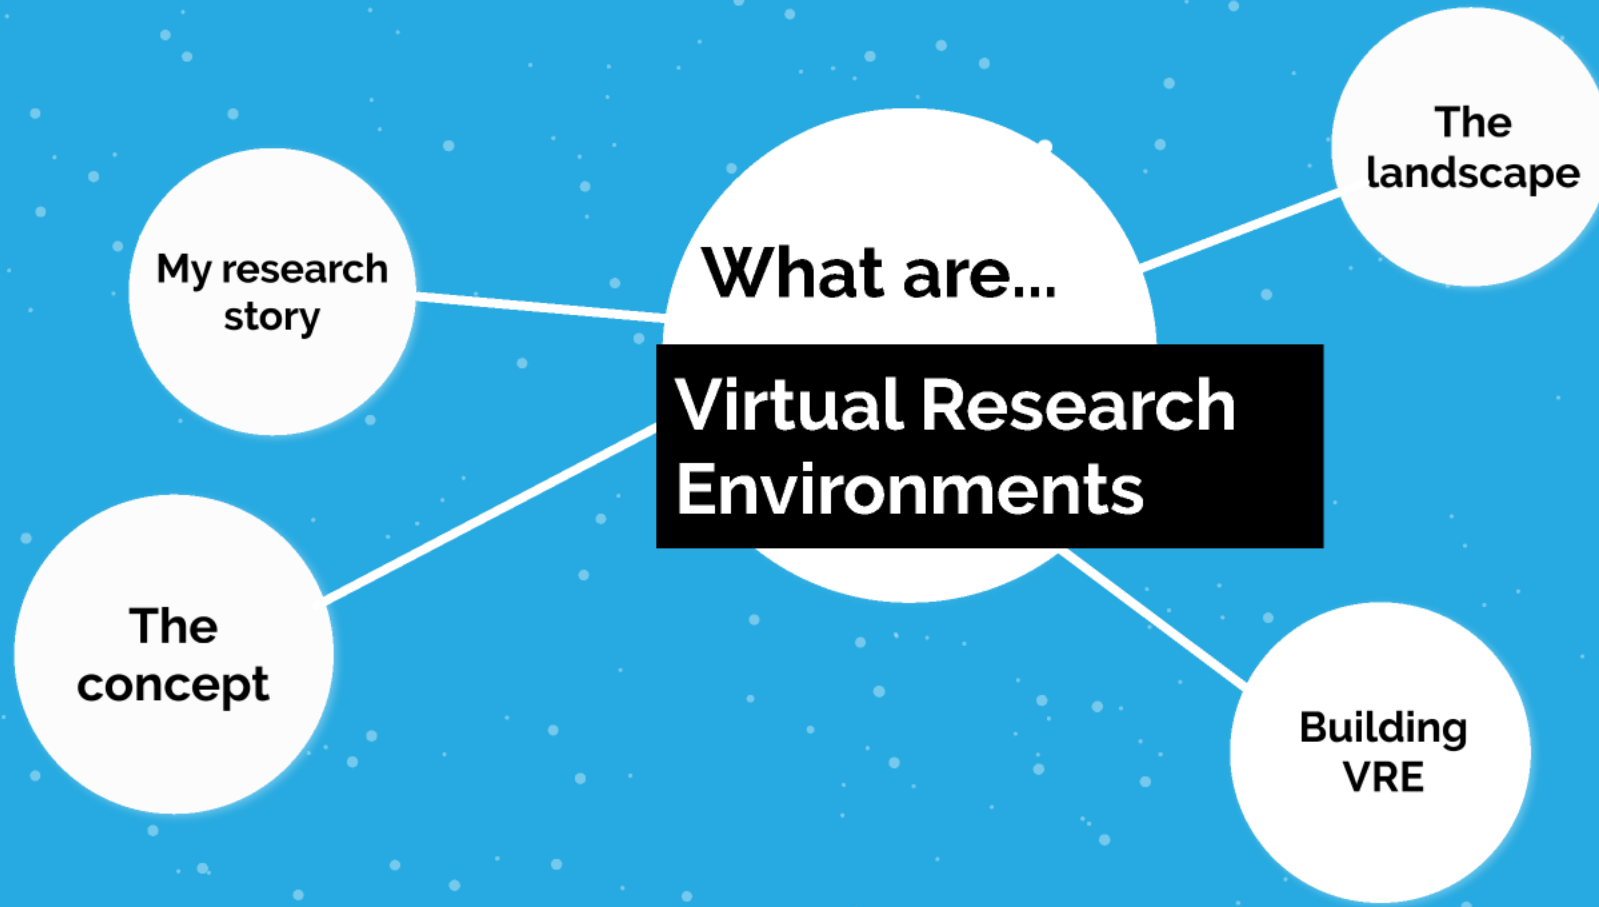 What are...
Virtual Research
Environments
My research
story
The
concept
The
landscape
Building
VRE